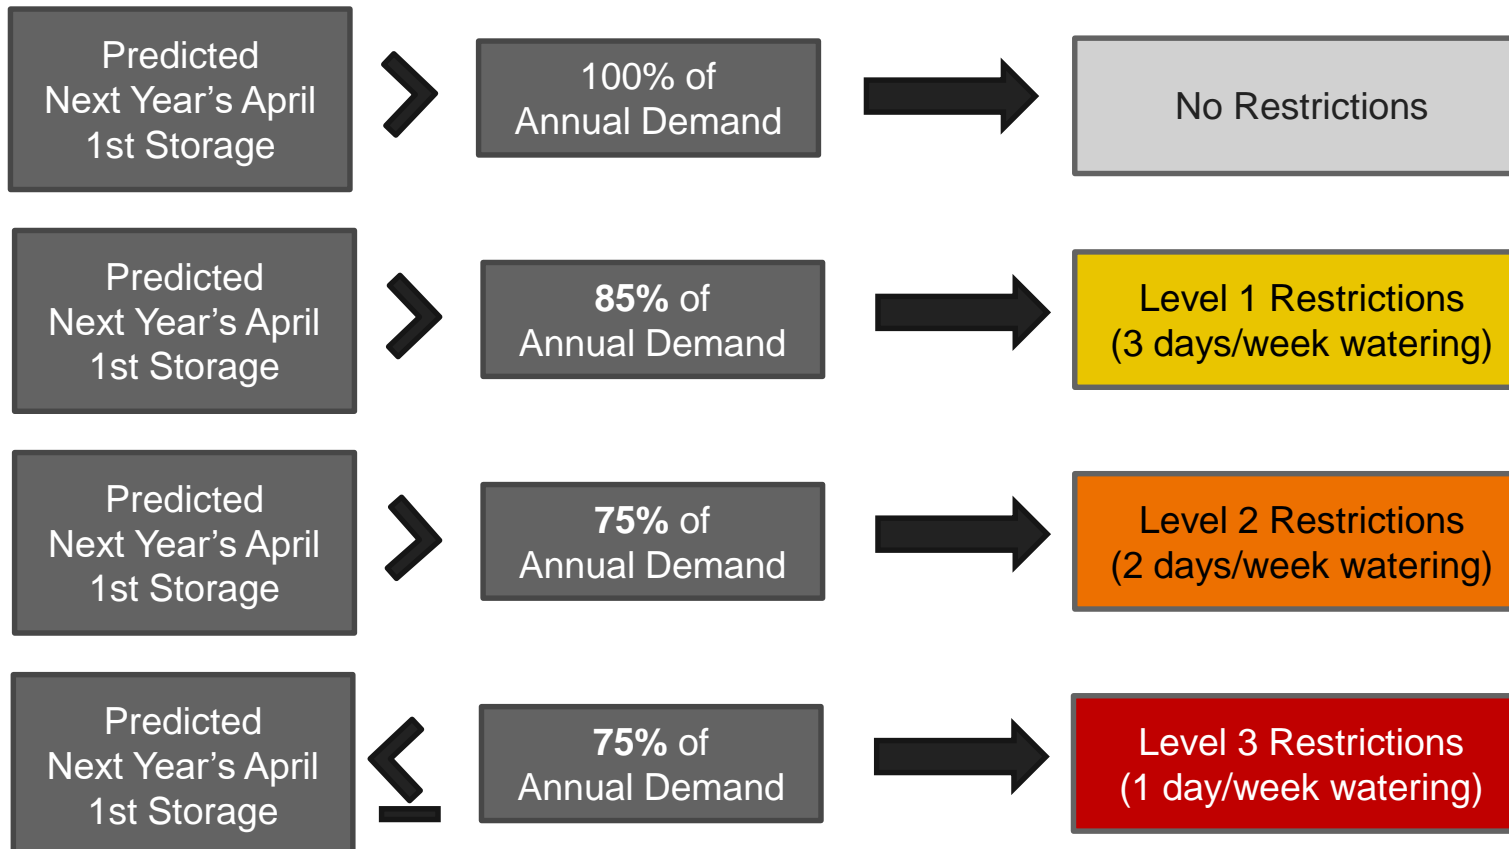 Predicted
Next Year's April
1st Storage
>
100% of
Annual Demand
No Restrictions
Predicted
Next Year's April
1st Storage
>
85% of
Annual Demand
Level 1 Restrictions
(3 days/week watering)
Predicted
Next Year's April
1st Storage
>
75% of
Annual Demand
Level 2 Restrictions
(2 days/week watering)
Predicted
Next Year's April
1st Storage
≤
75% of
Annual Demand
Level 3 Restrictions
(1 day/week watering)